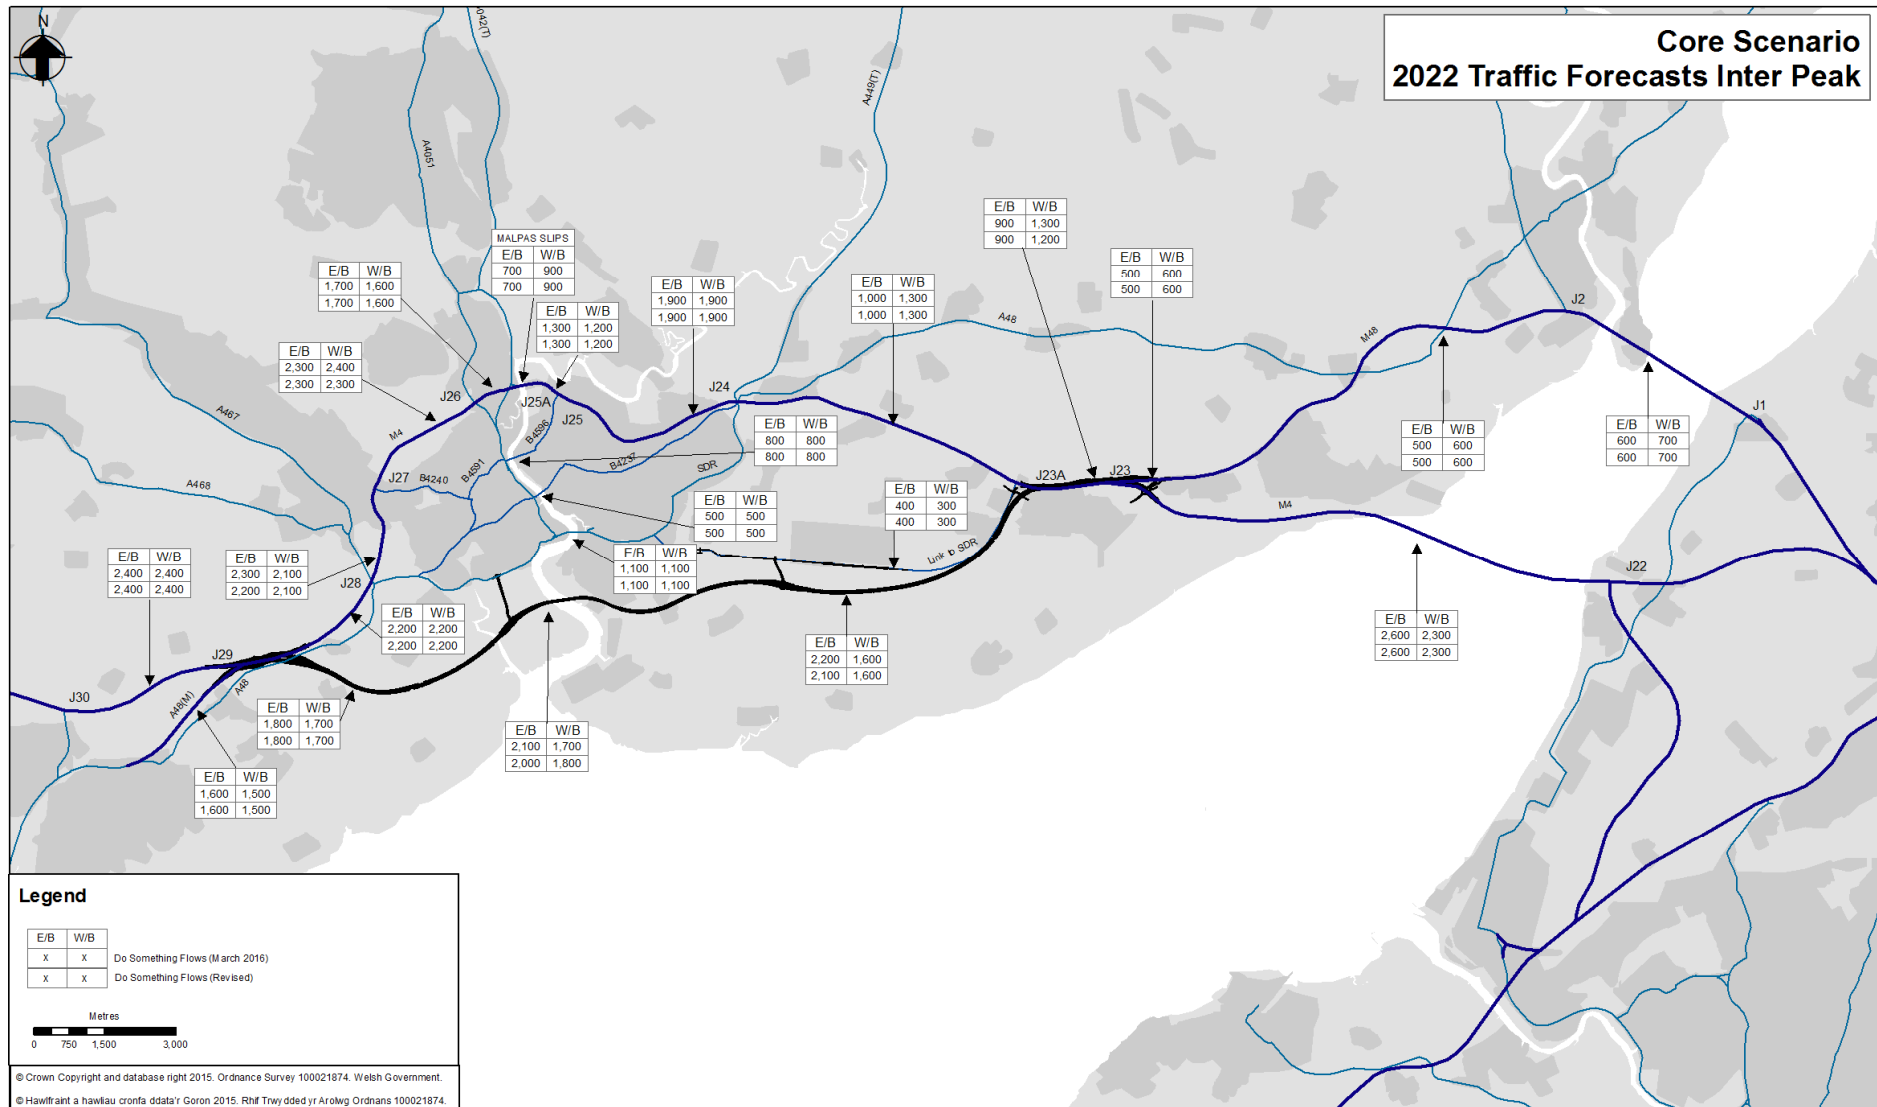 N
Core Scenario
2022 Traffic Forecasts Inter Peak
A4042(T)
A449(T)
A4051
E/B W/B
900 1,300
900 1,200
MALPAS SLIPS
E/B W/B
700 900
700 900
E/B W/B
500 600
500 600
E/B W/B
1,700 1,600
1,700 1,600
E/B W/B
1,900 1,900
1,900 1,900
E/B W/B
1,000 1,300
1,000 1,300
J2
E/B W/B
1,300 1,200
1,300 1,200
A48
M48
E/B W/B
2,300 2,400
2,300 2,300
J26
J25A
J25
J24
A467
M4
B4596
E/B W/B
800 800
800 800
E/B W/B
500 600
500 600
E/B W/B
600 700
600 700
J1
J27
B4240
B4591
B4237
SDR
J23A
J23
A468
E/B W/B
500 500
500 500
E/B W/B
400 300
400 300
M4
Link to SDR
E/B W/B
2,400 2,400
2,400 2,400
E/B W/B
2,300 2,100
2,200 2,100
J28
E/B W/B
1,100 1,100
1,100 1,100
J22
E/B W/B
2,200 2,200
2,200 2,200
E/B W/B
2,200 1,600
2,100 1,600
E/B W/B
2,600 2,300
2,600 2,300
J29
J30
A48(M)
A48
E/B W/B
1,800 1,700
1,800 1,700
E/B W/B
2,100 1,700
2,000 1,800
E/B W/B
1,600 1,500
1,600 1,500
Legend
E/B W/B
x x Do Something Flows (March 2016)
x x Do Something Flows (Revised)
Metres
0 750 1,500 3,000
© Crown Copyright and database right 2015. Ordnance Survey 100021874. Welsh Government.
© Hawlfraint a hawliau cronfa ddata'r Goron 2015. Rhif Trwydded yr Arolwg Ordnans 100021874.